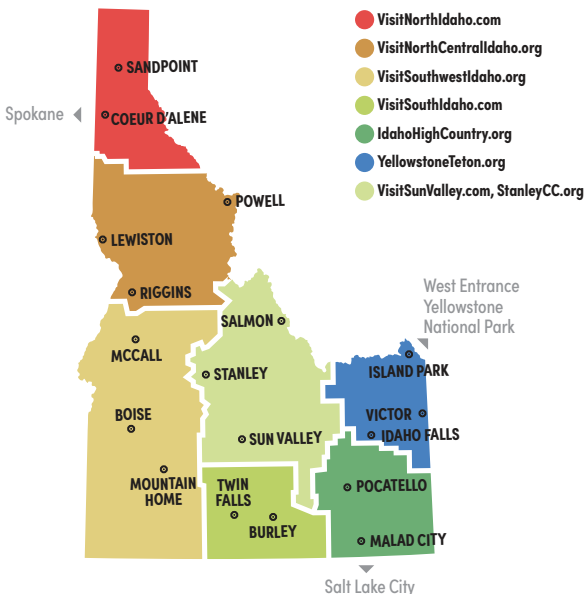 VisitNorthIdaho.com
VisitNorthCentralIdaho.org
VisitSouthwestIdaho.org
VisitSouthIdaho.com
IdahoHighCountry.org
YellowstoneTeton.org
VisitSunValley.com, StanleyCC.org
SANDPOINT
Spokane
COEUR D'ALENE
POWELL
LEWISTON
RIGGINS
West Entrance
Yellowstone
National Park
SALMON
MCCALL
ISLAND PARK
STANLEY
BOISE
VICTOR
SUN VALLEY
IDAHO FALLS
MOUNTAIN
HOME
TWIN
FALLS
POCATELLO
BURLEY
MALAD CITY
Salt Lake City